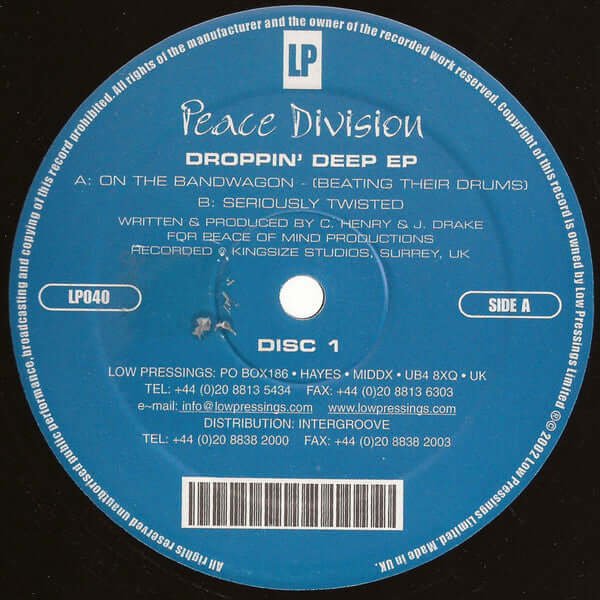 LP
Peace Division
DROPPIN' DEEP EP
A: ON THE BANDWAGON - (BEATING THEIR DRUMS)
B: SERIOUSLY TWISTED
WRITTEN & PRODUCED BY C. HENRY & J. DRAKE
FOR PEACE OF MIND PRODUCTIONS
RECORDED @ KINGSIZE STUDIOS, SURREY, UK
LP040
SIDE A
DISC 1
LOW PRESSINGS: PO BOX186 • HAYES • MIDDX • UB4 8XQ • UK
TEL: +44 (0)20 8813 5434 FAX: +44 (0)20 8813 6303
e~mail: info@lowpressings.com www.lowpressings.com
DISTRIBUTION: INTERGROOVE
TEL: +44 (0)20 8838 2000 FAX: +44 (0)20 8838 2003
All rights reserved unauthorised public performance, broadcasting and copying of this record prohibited. All rights of the manufacturer and the owner of the recorded work reserved. Copyright of this record is owned by Low Pressings Limited ℗© 2002 Low Pressings Limited. Made in UK.